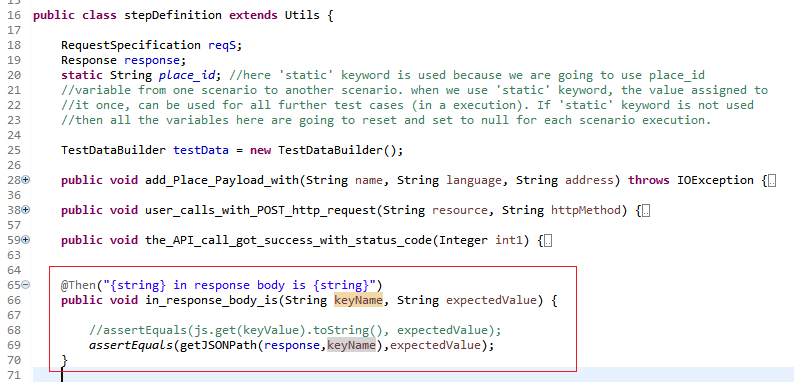 15
16 public class stepDefinition extends Utils {
17
18 RequestSpecification reqS;
19 Response response;
20 static String place_id; //here 'static' keyword is used because we are going to use place_id
21 //variable from one scenario to another scenario. when we use 'static' keyword, the value assigned to
22 //it once, can be used for all further test cases (in a execution). If 'static' keyword is not used
23 //then all the variables here are going to reset and set to null for each scenario execution.
24
25 TestDataBuilder testData = new TestDataBuilder();
26
28 public void add_Place_Payload_with(String name, String language, String address) throws IOException {
36
38 public void user_calls_with_POST_http_request(String resource, String httpMethod) {
57
59 public void the_API_call_got_success_with_status_code(Integer int1) {
63
64
65 @Then("{string} in response body is {string}")
66 public void in_response_body_is(String keyName, String expectedValue) {
67
68 //assertEquals(js.get(keyValue).toString(), expectedValue);
69 assertEquals(getJSONPath(response,keyName),expectedValue);
70 }
71